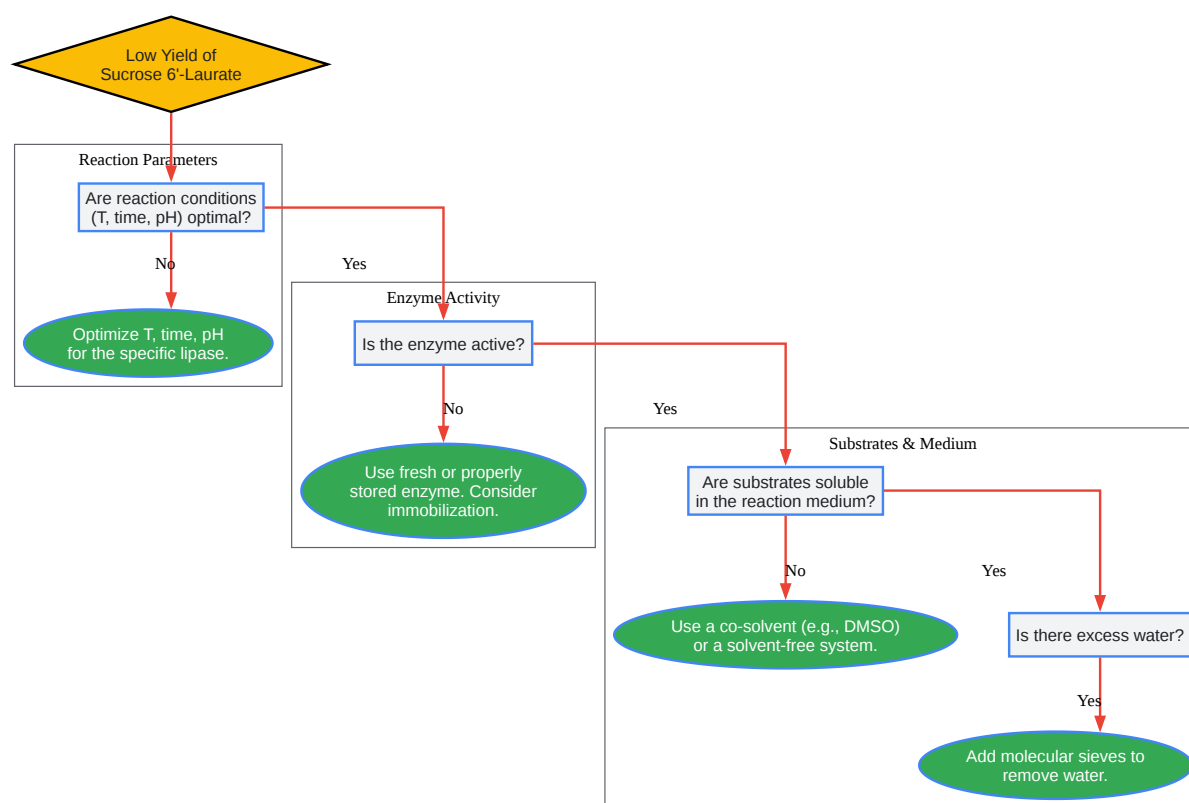 Low Yield of
Sucrose 6'-Laurate
Reaction Parameters
Are reaction conditions
(T, time, pH) optimal?
No
Yes
Optimize T, time, pH
for the specific lipase.
Enzyme Activity
Is the enzyme active?
No
Yes
Use fresh or properly
stored enzyme. Consider
immobilization.
Substrates & Medium
Are substrates soluble
in the reaction medium?
No
Yes
Use a co-solvent (e.g., DMSO)
or a solvent-free system.
Is there excess water?
Yes
Add molecular sieves to
remove water.